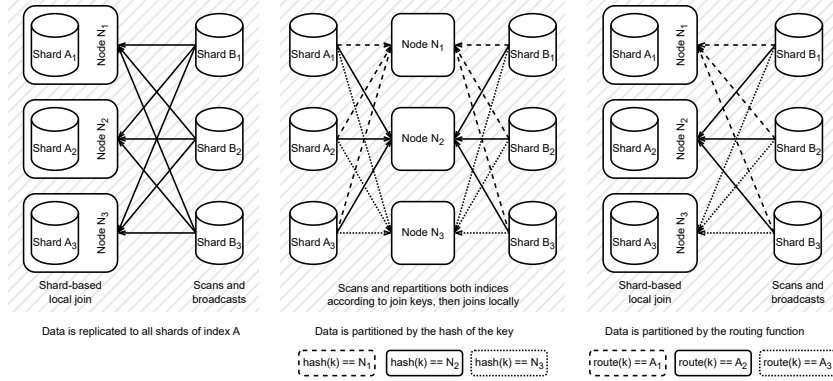 Shard A1
Node N1
Shard B1
Shard A2
Node N2
Shard B2
Shard A3
Node N3
Shard B3
Shard-based
local join
Scans and
broadcasts
Data is replicated to all shards of index A
Shard A1
Node N1
Shard B1
Shard A2
Node N2
Shard B2
Shard A3
Node N3
Shard B3
Scans and repartitions both indices
according to join keys, then joins locally
Data is partitioned by the hash of the key
hash(k) == N1
hash(k) == N2
hash(k) == N3
Shard A1
Node N1
Shard B1
Shard A2
Node N2
Shard B2
Shard A3
Node N3
Shard B3
Shard-based
local join
Scans and
broadcasts
Data is partitioned by the routing function
route(k) == A1
route(k) == A2
route(k) == A3